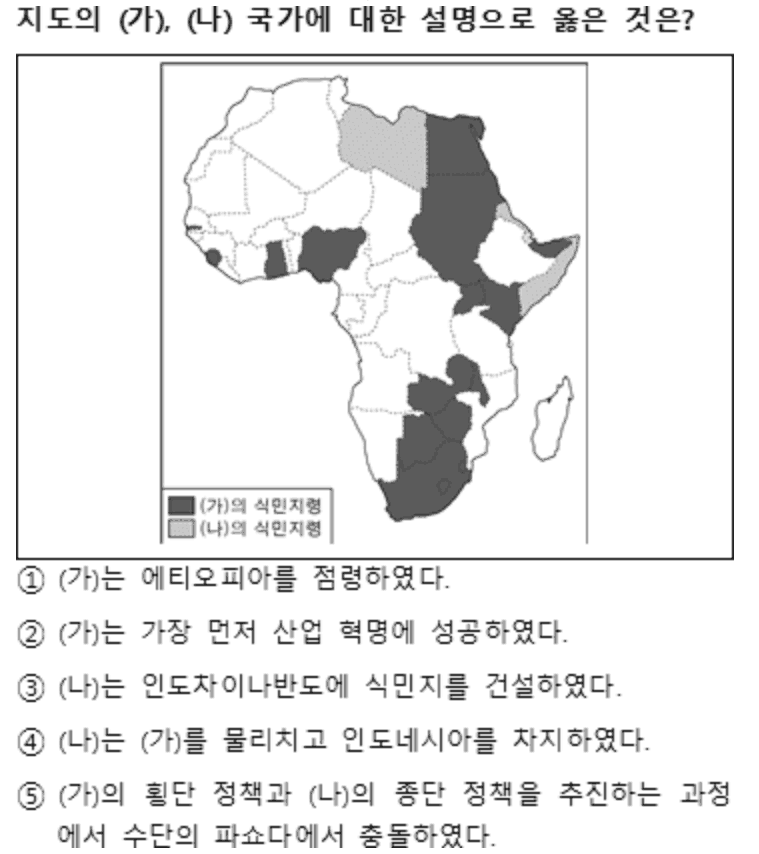 지도의 (가), (나) 국가에 대한 설명으로 옳은 것은?
(가)의 식민지령
(나)의 식민지령
① (가)는 에티오피아를 점령하였다.
② (가)는 가장 먼저 산업 혁명에 성공하였다.
③ (나)는 인도차이나반도에 식민지를 건설하였다.
④ (나)는 (가)를 물리치고 인도네시아를 차지하였다.
⑤ (가)의 횡단 정책과 (나)의 종단 정책을 추진하는 과정
에서 수단의 파쇼다에서 충돌하였다.